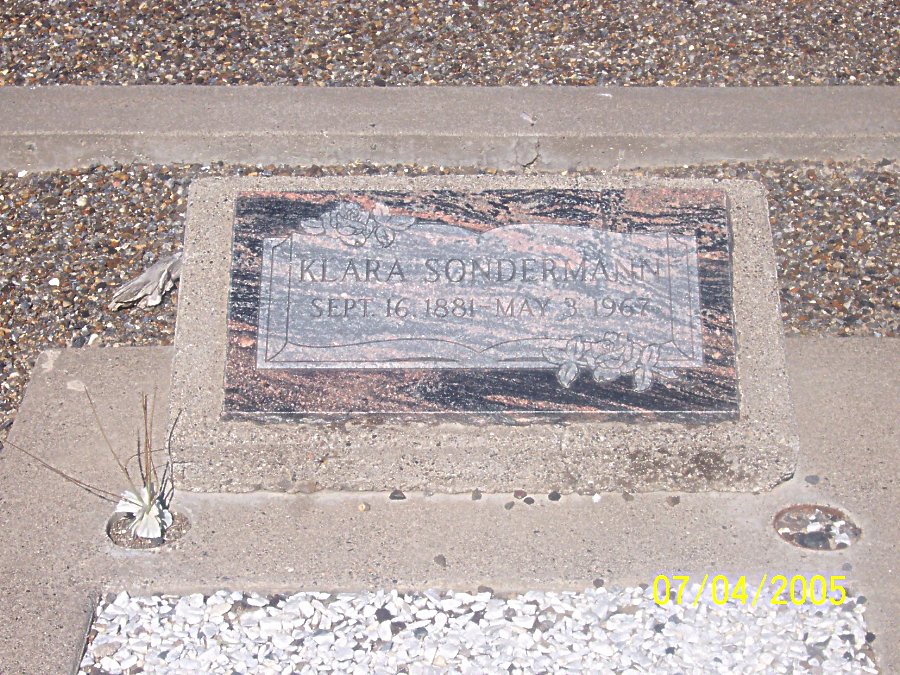 KLARA SONDERMANN
SEPT. 16, 1881 - MAY 3, 1967
07/04/2005